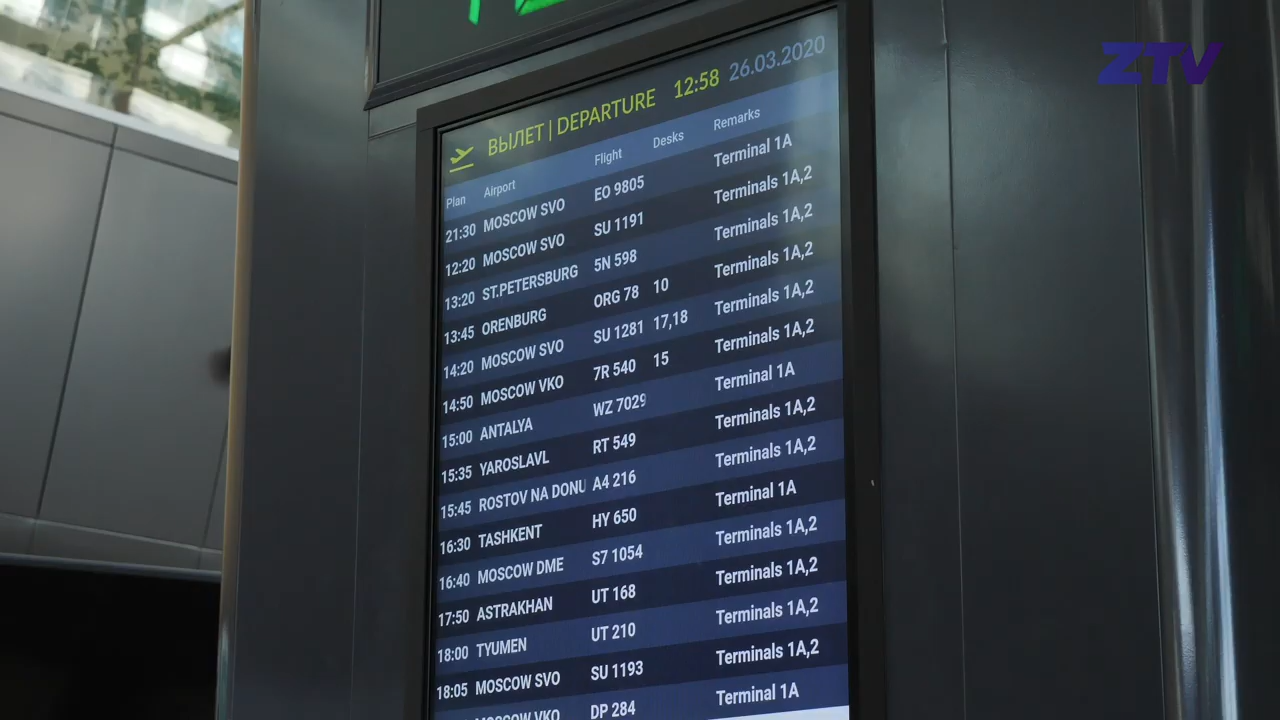 ZTV
ВЫЛЕТ | DEPARTURE 12:58 26.03.2020
Plan Airport Flight Desks Remarks
21:30 MOSCOW SVO EO 9805 Terminal 1A
12:20 MOSCOW SVO SU 1191 Terminals 1A,2
13:20 ST.PETERSBURG 5N 598 Terminals 1A,2
13:45 ORENBURG ORG 78 10 Terminals 1A,2
14:20 MOSCOW SVO SU 1281 17,18 Terminals 1A,2
14:50 MOSCOW VKO 7R 540 15 Terminals 1A,2
15:00 ANTALYA WZ 7029 Terminal 1A
15:35 YAROSLAVL RT 549 Terminals 1A,2
15:45 ROSTOV NA DONU A4 216 Terminals 1A,2
16:30 TASHKENT HY 650 Terminal 1A
16:40 MOSCOW DME S7 1054 Terminals 1A,2
17:50 ASTRAKHAN UT 168 Terminals 1A,2
18:00 TYUMEN UT 210 Terminals 1A,2
18:05 MOSCOW SVO SU 1193 Terminals 1A,2
MOSCOW VKO DP 284 Terminal 1A